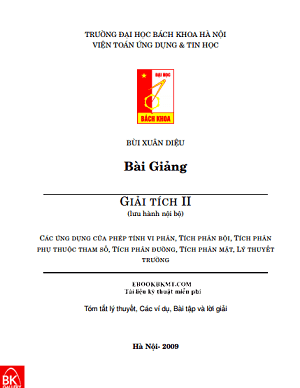 TRƯỜNG ĐẠI HỌC BÁCH KHOA HÀ NỘI
VIỆN TOÁN ỨNG DỤNG & TIN HỌC
ĐẠI HỌC
BÁCH KHOA
BÙI XUÂN DIỆU
Bài Giảng
GIẢI TÍCH II
(lưu hành nội bộ)
CÁC ỨNG DỤNG CỦA PHÉP TÍNH VI PHÂN, TÍCH PHÂN BỘI, TÍCH PHÂN
PHỤ THUỘC THAM SỐ, TÍCH PHÂN ĐƯỜNG, TÍCH PHÂN MẶT, LÝ THUYẾT
TRƯỜNG
EBOOKBKMT.COM
Tài liệu kỹ thuật miễn phí
Tóm tắt lý thuyết, Các ví dụ, Bài tập và lời giải
Hà Nội- 2009
BK
GALLERY